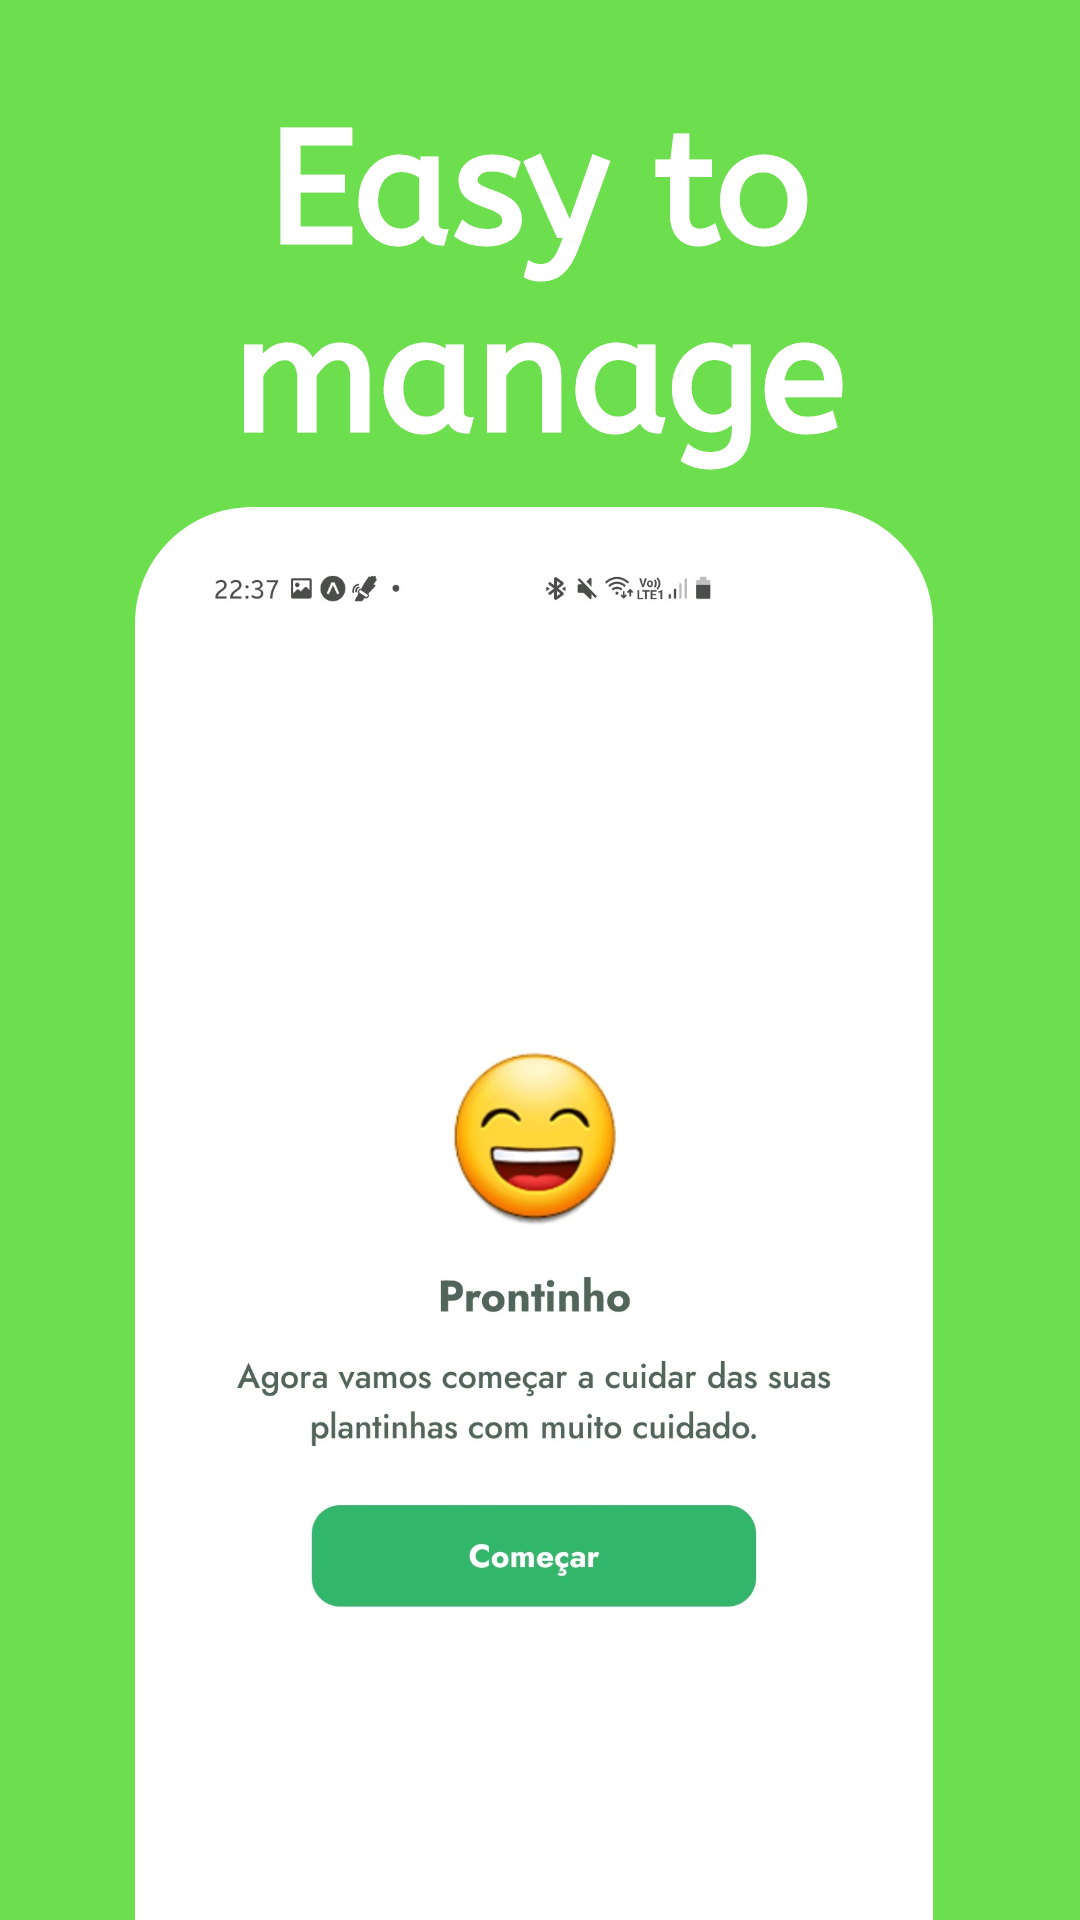 Easy to
manage
22:37
Vo))
LTE1
Prontinho
Agora vamos começar a cuidar das suas
plantinhas com muito cuidado.
Começar